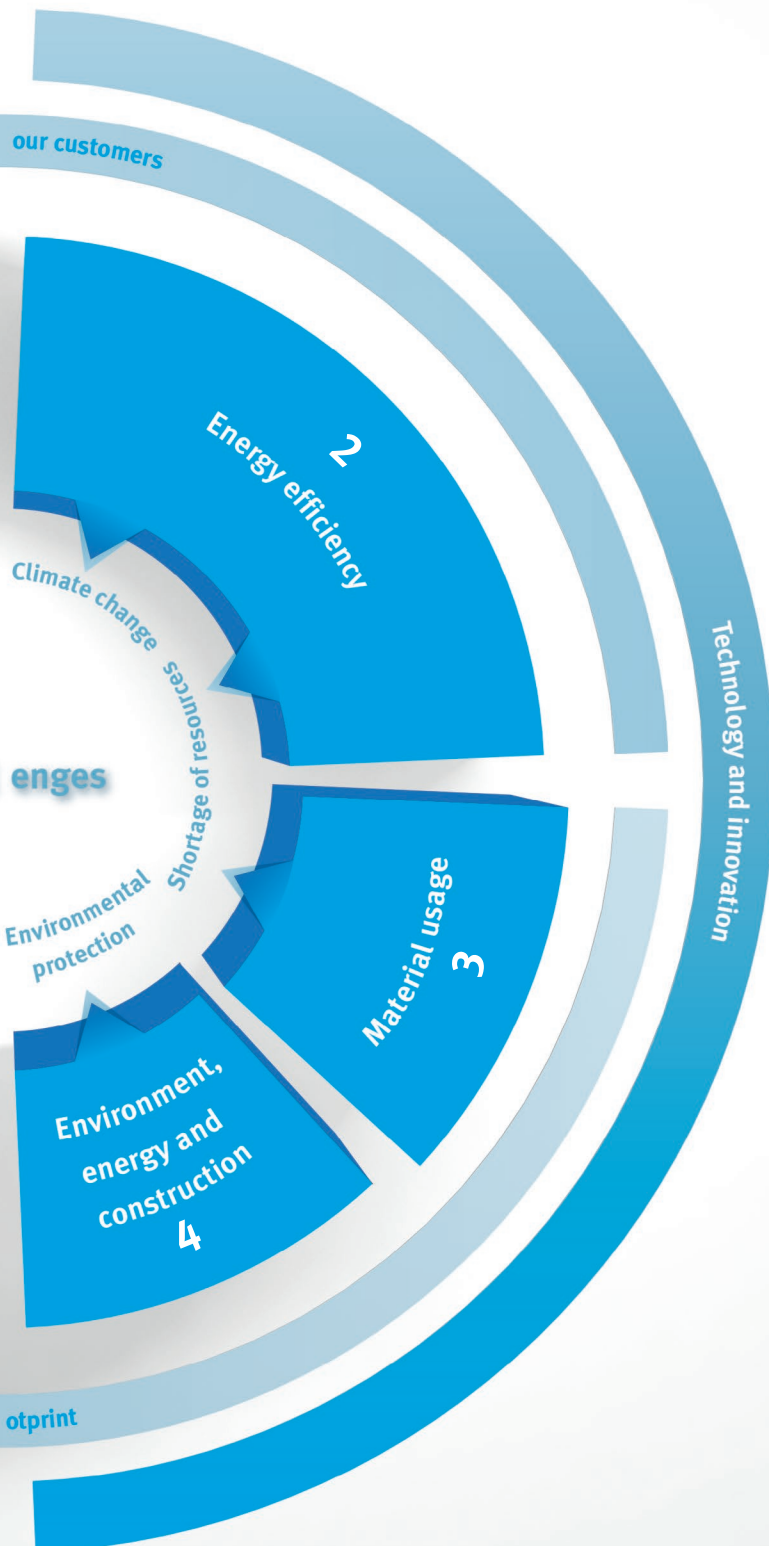 our customers
2
Energy efficiency
Climate change
Shortage of resources
enges
Technology and innovation
Material usage
3
Environmental
protection
Environment,
energy and
construction
4
otprint